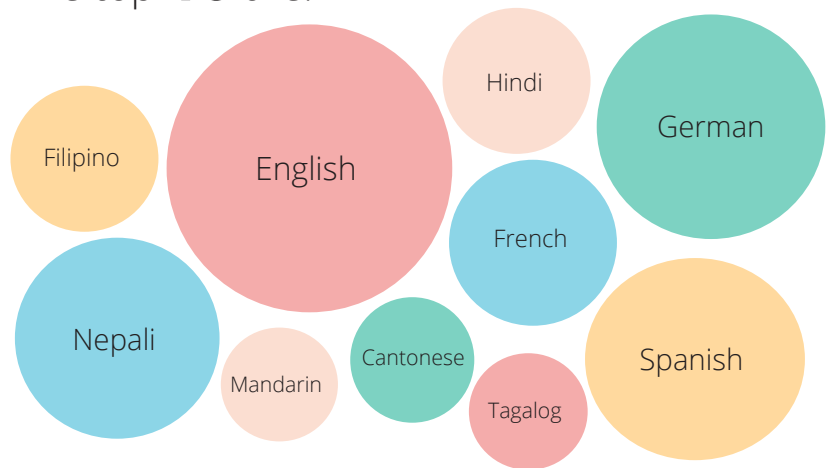 Hindi
German
Filipino
English
French
Nepali
Cantonese
Spanish
Mandarin
Tagalog